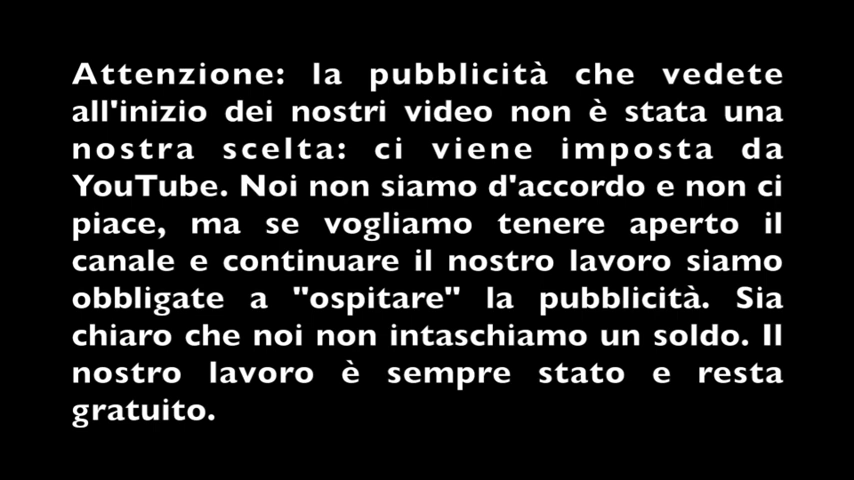 Attenzione: la pubblicità che vedete
all'inizio dei nostri video non è stata una
nostra scelta: ci viene imposta da
YouTube. Noi non siamo d'accordo e non ci
piace, ma se vogliamo tenere aperto il
canale e continuare il nostro lavoro siamo
obbligate a "ospitare" la pubblicità. Sia
chiaro che noi non intaschiamo un soldo. Il
nostro lavoro è sempre stato e resta
gratuito.